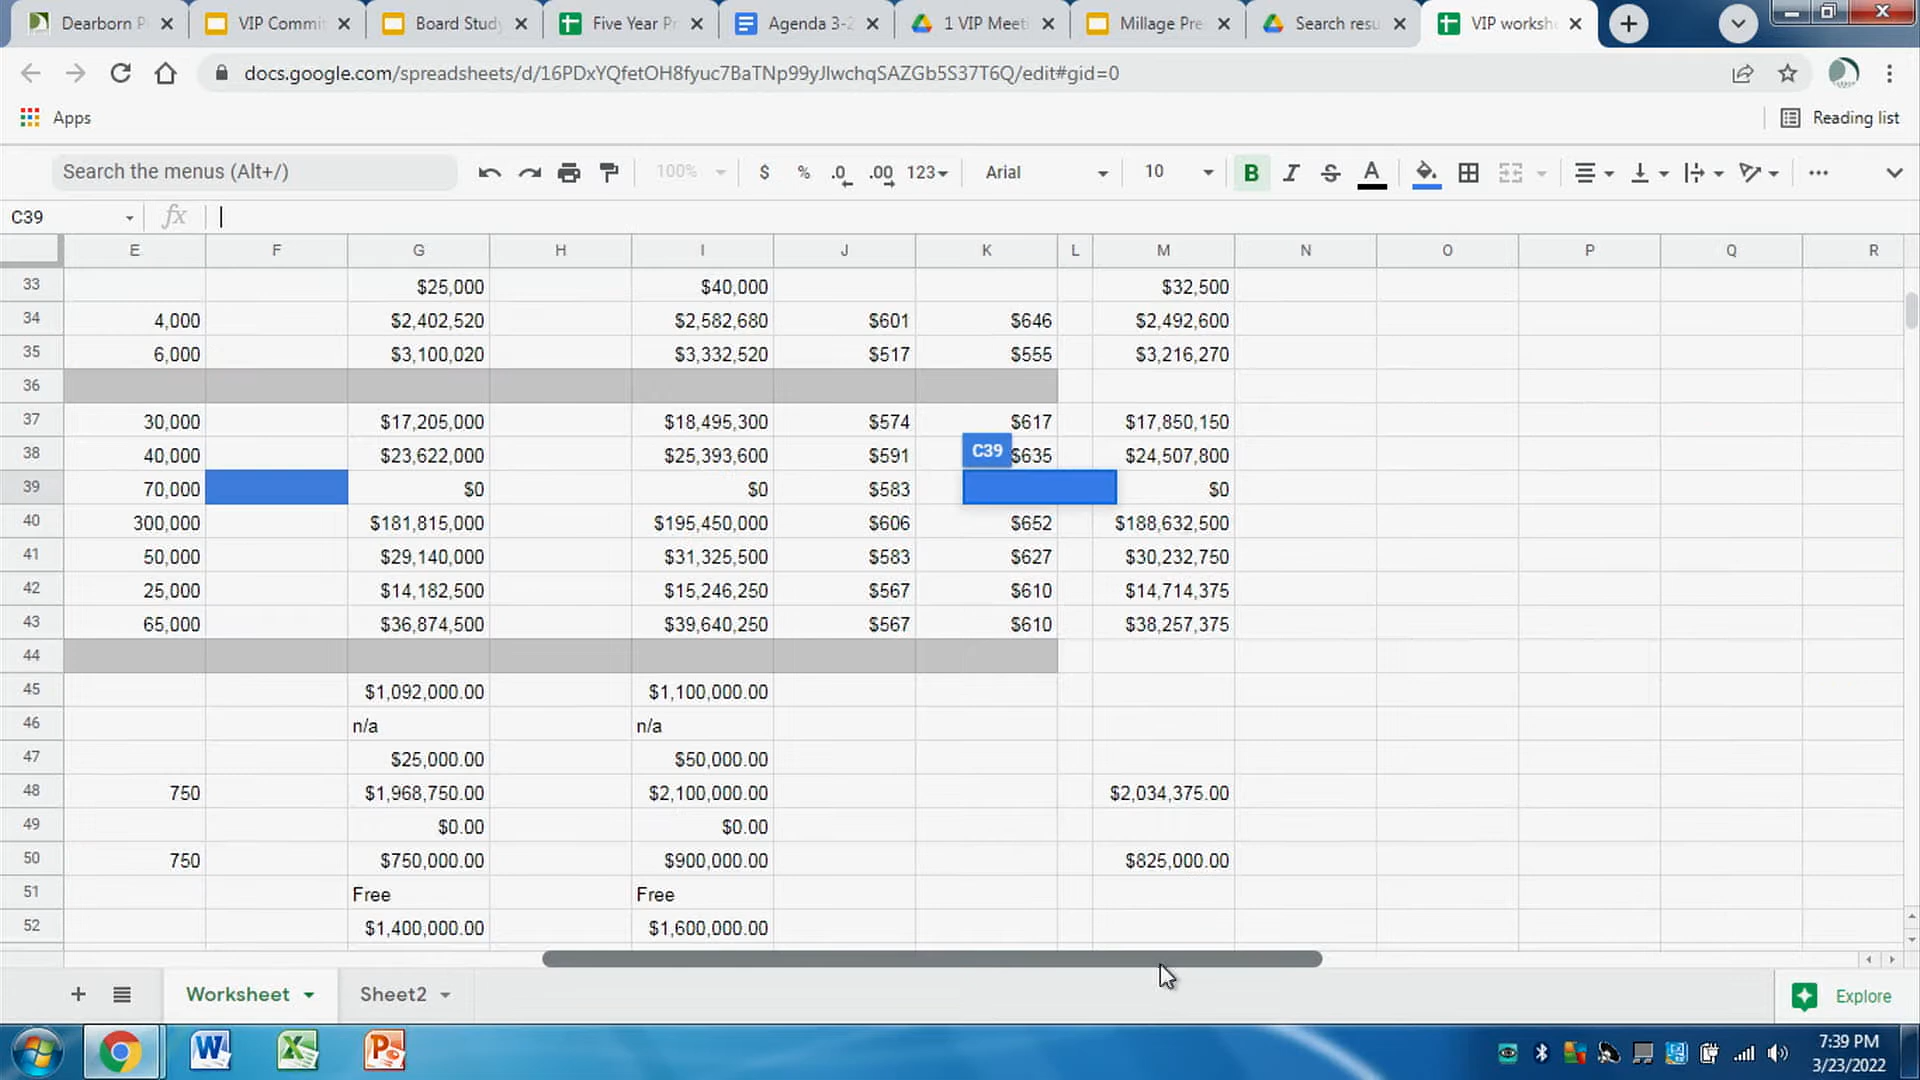 Dearborn P VIP Commit Board Study Five Year Pr Agenda 3-2 1 VIP Meeti Millage Pre Search resu VIP workshe
docs.google.com/spreadsheets/d/16PDxYQfetOH8fyuc7BaTNp99yJlwchqSAZGb5S37T6Q/edit#gid=0
Apps Reading list
Search the menus (Alt+/) 100% $ % .0 .00 123 Arial 10 B I S A
C39 fx
E F G H I J K L M N O P Q R
33 $25,000 $40,000 $32,500
34 4,000 $2,402,520 $2,582,680 $601 $646 $2,492,600
35 6,000 $3,100,020 $3,332,520 $517 $555 $3,216,270
36
37 30,000 $17,205,000 $18,495,300 $574 $617 $17,850,150
38 40,000 $23,622,000 $25,393,600 $591 C39 $635 $24,507,800
39 70,000 $0 $0 $583 $0
40 300,000 $181,815,000 $195,450,000 $606 $652 $188,632,500
41 50,000 $29,140,000 $31,325,500 $583 $627 $30,232,750
42 25,000 $14,182,500 $15,246,250 $567 $610 $14,714,375
43 65,000 $36,874,500 $39,640,250 $567 $610 $38,257,375
44
45 $1,092,000.00 $1,100,000.00
46 n/a n/a
47 $25,000.00 $50,000.00
48 750 $1,968,750.00 $2,100,000.00 $2,034,375.00
49 $0.00 $0.00
50 750 $750,000.00 $900,000.00 $825,000.00
51 Free Free
52 $1,400,000.00 $1,600,000.00
Worksheet Sheet2 Explore
7:39 PM
3/23/2022